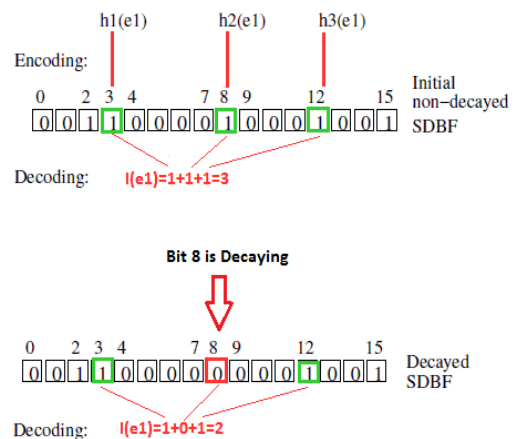 h1(e1) h2(e1) h3(e1)
Encoding:
0 2 3 4 7 8 9 12 15
Initial
non-decayed
SDBF
0 0 1 1 0 0 0 0 1 0 0 0 1 0 0 1
Decoding: I(e1)=1+1+1=3
Bit 8 is Decaying
0 2 3 4 7 8 9 12 15
Decayed
SDBF
0 0 1 1 0 0 0 0 0 0 0 0 1 0 0 1
Decoding: I(e1)=1+0+1=2